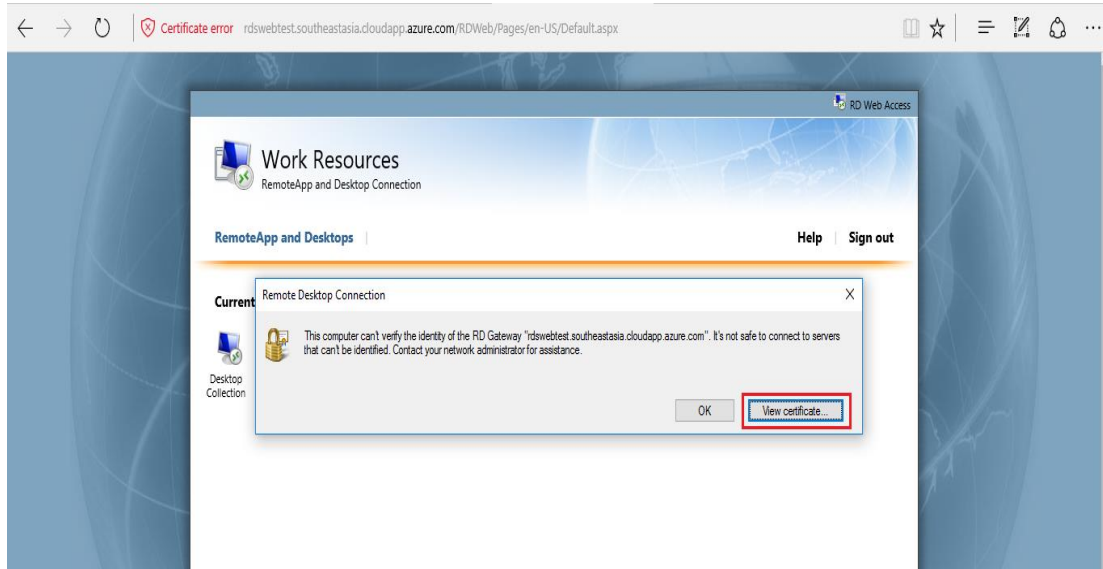 Certificate error rdswebtest.southeastasia.cloudapp.azure.com/RDWeb/Pages/en-US/Default.aspx
RD Web Access
Work Resources
RemoteApp and Desktop Connection
RemoteApp and Desktops
Help
Sign out
Current
Remote Desktop Connection
This computer can't verify the identity of the RD Gateway "rdswebtest.southeastasia.cloudapp.azure.com". It's not safe to connect to servers
that can't be identified. Contact your network administrator for assistance.
Desktop
Collection
OK
View certificate...